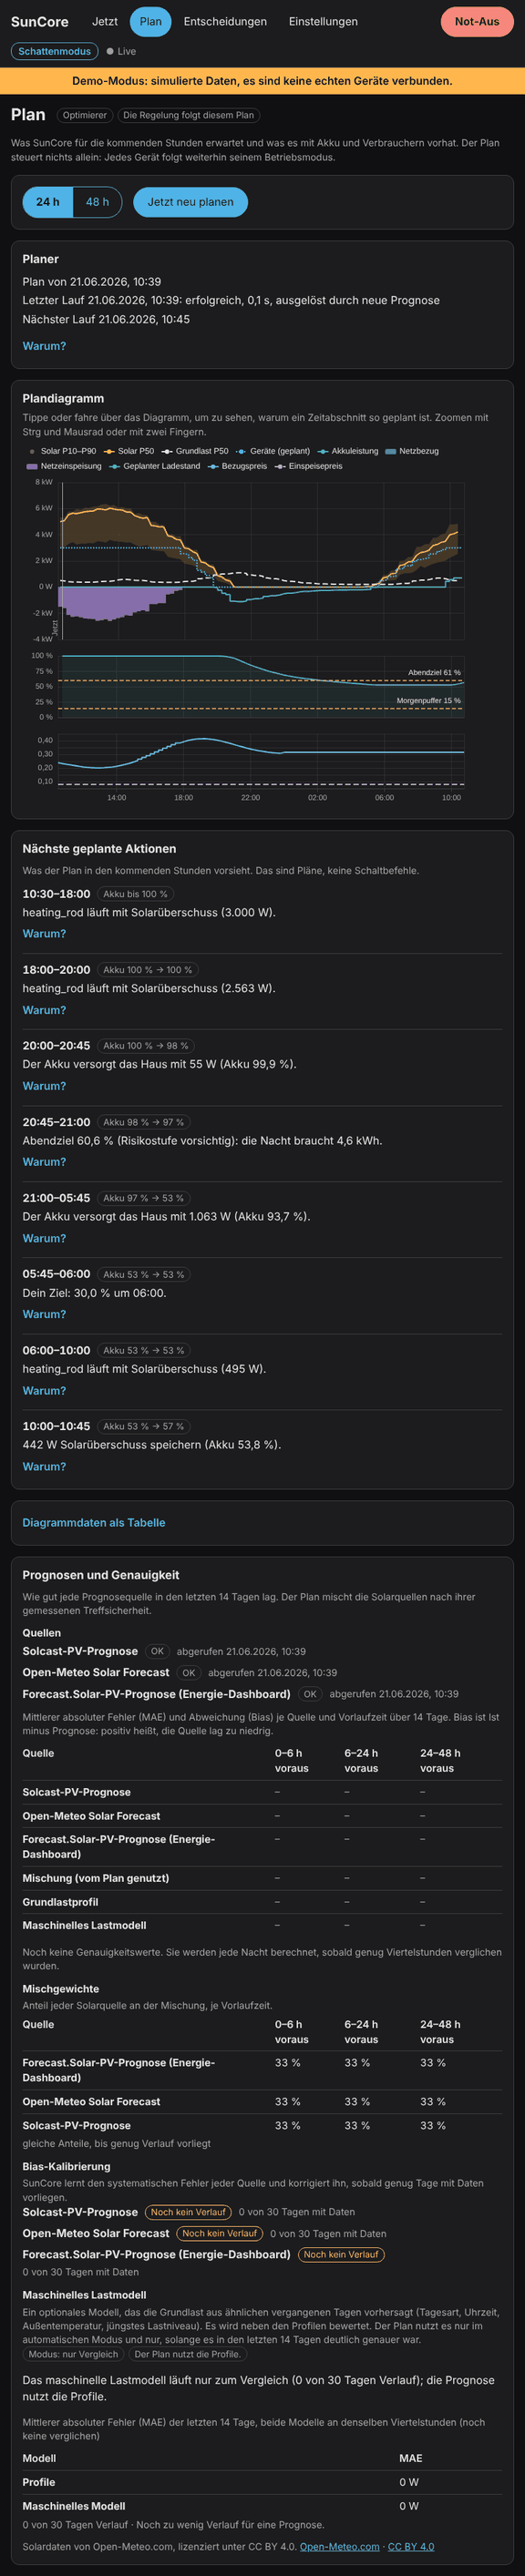 SunCore Jetzt Plan Entscheidungen Einstellungen Not-Aus
Schattenmodus Live
Demo-Modus: simulierte Daten, es sind keine echten Geräte verbunden.
Plan Optimierer Die Regelung folgt diesem Plan
Was SunCore für die kommenden Stunden erwartet und was es mit Akku und Verbrauchern vorhat. Der Plan
steuert nichts allein: Jedes Gerät folgt weiterhin seinem Betriebsmodus.
24 h 48 h Jetzt neu planen
Planer
Plan von 21.06.2026, 10:39
Letzter Lauf 21.06.2026, 10:39: erfolgreich, 0,1 s, ausgelöst durch neue Prognose
Nächster Lauf 21.06.2026, 10:45
Warum?
Plandiagramm
Tippe oder fahre über das Diagramm, um zu sehen, warum ein Zeitabschnitt so geplant ist. Zoomen mit
Strg und Mausrad oder mit zwei Fingern.
Solar P10–P90 Solar P50 Grundlast P50 Geräte (geplant) Akkuleistung Netzbezug
Netzeinspeisung Geplanter Ladestand Bezugspreis Einspeisepreis
8 kW
6 kW
4 kW
2 kW
0 W
-2 kW
-4 kW
Jetzt
100 %
75 %
50 %
25 %
0 %
Abendziel 61 %
Morgenpuffer 15 %
0,40
0,30
0,20
0,10
14:00 18:00 22:00 02:00 06:00 10:00
Nächste geplante Aktionen
Was der Plan in den kommenden Stunden vorsieht. Das sind Pläne, keine Schaltbefehle.
10:30–18:00 Akku bis 100 %
heating_rod läuft mit Solarüberschuss (3.000 W).
Warum?
18:00–20:00 Akku 100 % → 100 %
heating_rod läuft mit Solarüberschuss (2.563 W).
Warum?
20:00–20:45 Akku 100 % → 98 %
Der Akku versorgt das Haus mit 55 W (Akku 99,9 %).
Warum?
20:45–21:00 Akku 98 % → 97 %
Abendziel 60,6 % (Risikostufe vorsichtig): die Nacht braucht 4,6 kWh.
Warum?
21:00–05:45 Akku 97 % → 53 %
Der Akku versorgt das Haus mit 1.063 W (Akku 93,7 %).
Warum?
05:45–06:00 Akku 53 % → 53 %
Dein Ziel: 30,0 % um 06:00.
Warum?
06:00–10:00 Akku 53 % → 53 %
heating_rod läuft mit Solarüberschuss (495 W).
Warum?
10:00–10:45 Akku 53 % → 57 %
442 W Solarüberschuss speichern (Akku 53,8 %).
Warum?
Diagrammdaten als Tabelle
Prognosen und Genauigkeit
Wie gut jede Prognosequelle in den letzten 14 Tagen lag. Der Plan mischt die Solarquellen nach ihrer
gemessenen Treffsicherheit.
Quellen
Solcast-PV-Prognose OK abgerufen 21.06.2026, 10:39
Open-Meteo Solar Forecast OK abgerufen 21.06.2026, 10:39
Forecast.Solar-PV-Prognose (Energie-Dashboard) OK abgerufen 21.06.2026, 10:39
Mittlerer absoluter Fehler (MAE) und Abweichung (Bias) je Quelle und Vorlaufzeit über 14 Tage. Bias ist Ist
minus Prognose: positiv heißt, die Quelle lag zu niedrig.
Quelle 0–6 h voraus 6–24 h voraus 24–48 h voraus
Solcast-PV-Prognose – – –
Open-Meteo Solar Forecast – – –
Forecast.Solar-PV-Prognose (Energie-
Dashboard) – – –
Mischung (vom Plan genutzt) – – –
Grundlastprofil – – –
Maschinelles Lastmodell – – –
Noch keine Genauigkeitswerte. Sie werden jede Nacht berechnet, sobald genug Viertelstunden verglichen
wurden.
Mischgewichte
Anteil jeder Solarquelle an der Mischung, je Vorlaufzeit.
Quelle 0–6 h voraus 6–24 h voraus 24–48 h voraus
Forecast.Solar-PV-Prognose (Energie-
Dashboard) 33 % 33 % 33 %
Open-Meteo Solar Forecast 33 % 33 % 33 %
Solcast-PV-Prognose 33 % 33 % 33 %
gleiche Anteile, bis genug Verlauf vorliegt
Bias-Kalibrierung
SunCore lernt den systematischen Fehler jeder Quelle und korrigiert ihn, sobald genug Tage mit Daten
vorliegen.
Solcast-PV-Prognose Noch kein Verlauf 0 von 30 Tagen mit Daten
Open-Meteo Solar Forecast Noch kein Verlauf 0 von 30 Tagen mit Daten
Forecast.Solar-PV-Prognose (Energie-Dashboard) Noch kein Verlauf
0 von 30 Tagen mit Daten
Maschinelles Lastmodell
Ein optionales Modell, das die Grundlast aus ähnlichen vergangenen Tagen vorhersagt (Tagesart, Uhrzeit,
Außentemperatur, jüngstes Lastniveau). Es wird neben den Profilen bewertet. Der Plan nutzt es nur im
automatischen Modus und nur, solange es in den letzten 14 Tagen deutlich genauer war.
Modus: nur Vergleich Der Plan nutzt die Profile.
Das maschinelle Lastmodell läuft nur zum Vergleich (0 von 30 Tagen Verlauf); die Prognose
nutzt die Profile.
Mittlerer absoluter Fehler (MAE) der letzten 14 Tage, beide Modelle an denselben Viertelstunden (noch
keine verglichen)
Modell MAE
Profile 0 W
Maschinelles Modell 0 W
0 von 30 Tagen Verlauf · Noch zu wenig Verlauf für eine Prognose.
Solardaten von Open-Meteo.com, lizenziert unter CC BY 4.0. Open-Meteo.com · CC BY 4.0